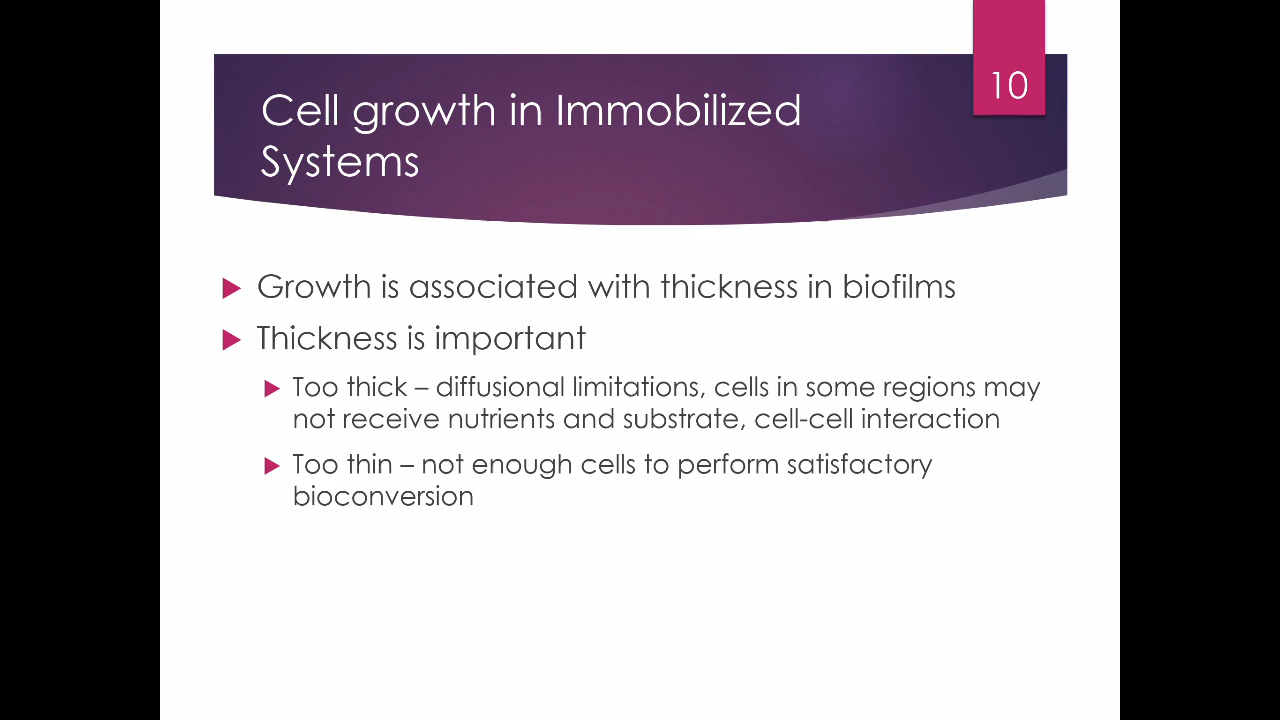 10
Cell growth in Immobilized
Systems
Growth is associated with thickness in biofilms
Thickness is important
Too thick – diffusional limitations, cells in some regions may
not receive nutrients and substrate, cell-cell interaction
Too thin – not enough cells to perform satisfactory
bioconversion